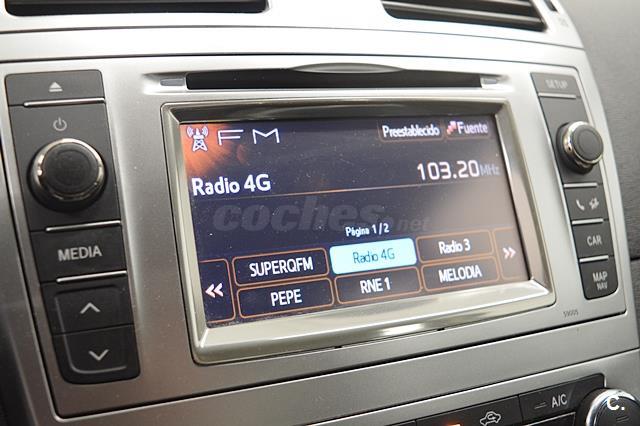 SETUP
FM
Preestablecido
Fuente
Radio 4G
103.20 MHz
coches.net
Página 1/2
SUPERQFM
Radio 4G
Radio 3
PEPE
RNE 1
MELODIA
MEDIA
CAR
MAP
NAV
59005
A/C
C.